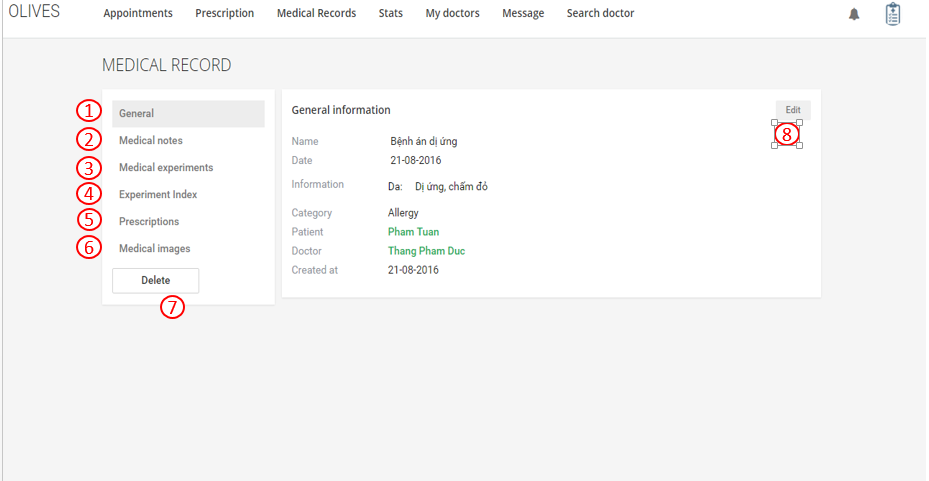 OLIVES Appointments Prescription Medical Records Stats My doctors Message Search doctor
MEDICAL RECORD
1 General
2 Medical notes
3 Medical experiments
4 Experiment Index
5 Prescriptions
6 Medical images
Delete
7
General information Edit
8
Name Bệnh án dị ứng
Date 21-08-2016
Information Da: Dị ứng, chấm đỏ
Category Allergy
Patient Pham Tuan
Doctor Thang Pham Duc
Created at 21-08-2016